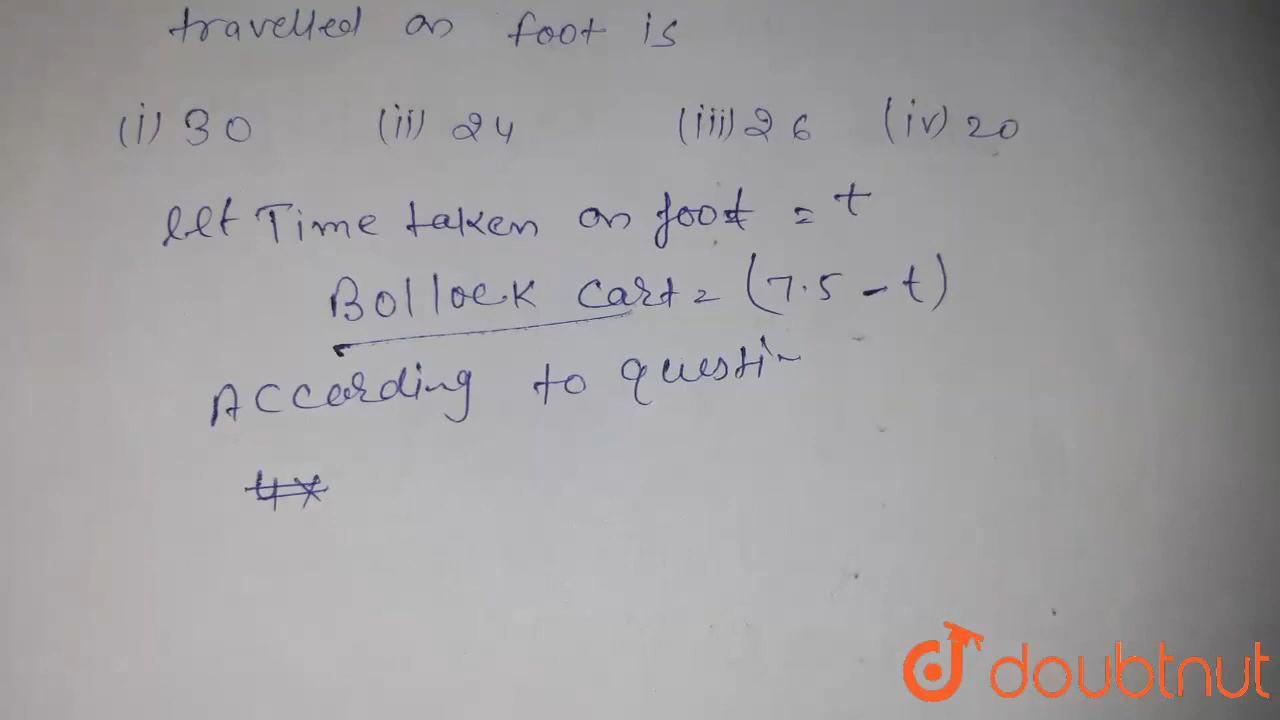 travelled on foot is
(i) 30 (ii) 24 (iii) 26 (iv) 20
let Time taken on foot = t
Bollock cart = (7.5 - t)
According to questi
4x
doubtnut